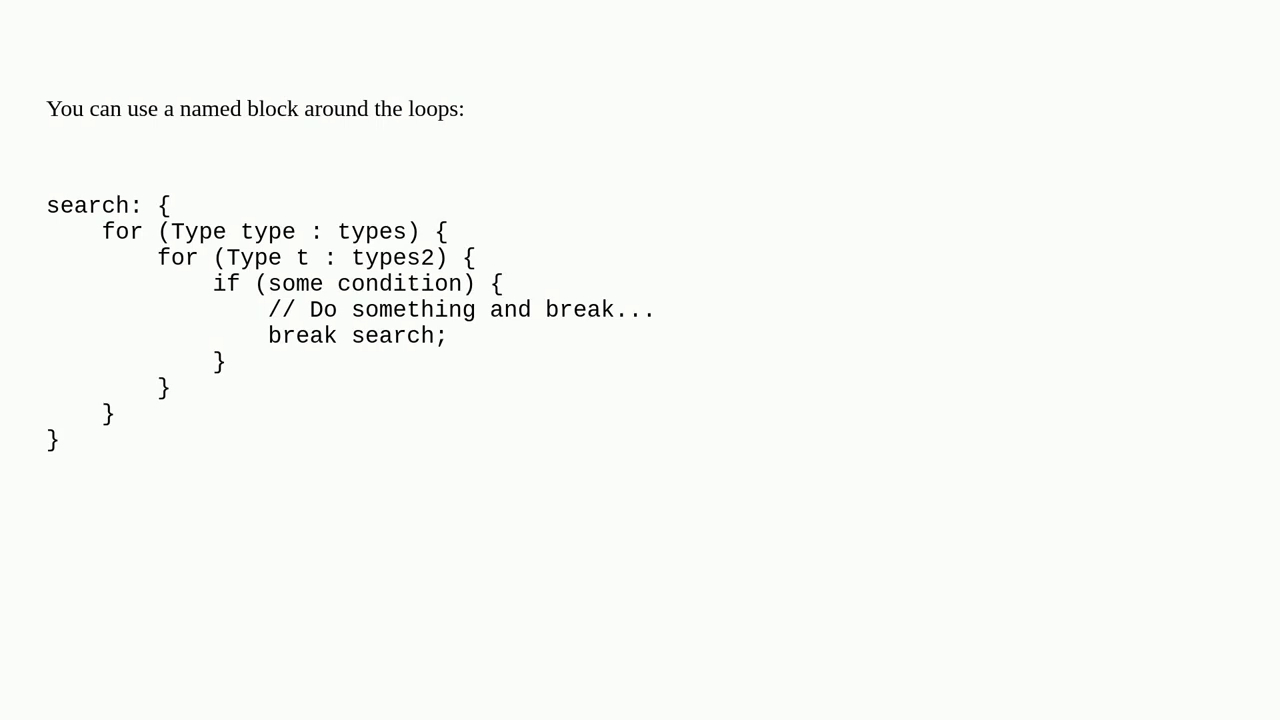 You can use a named block around the loops:
search: {
    for (Type type : types) {
        for (Type t : types2) {
            if (some condition) {
                // Do something and break...
                break search;
            }
        }
    }
}